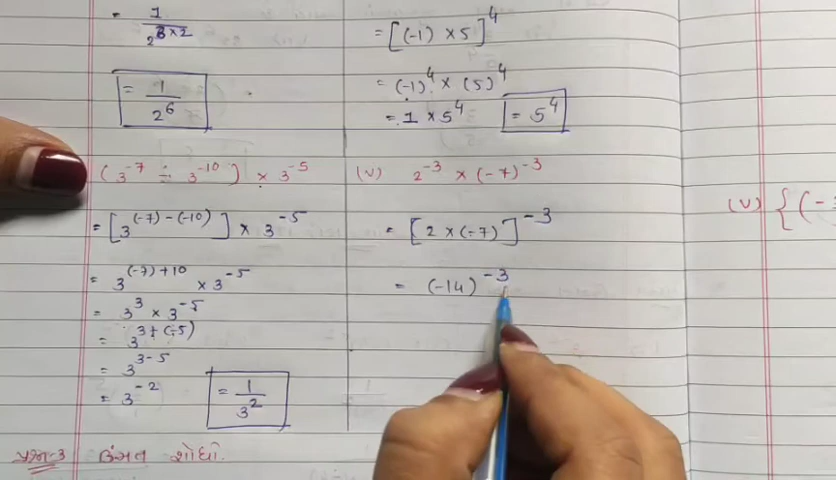 = 1 / 2^(3×2)
= 1 / 2^6
= [(-1) × 5]^4
= (-1)^4 × (5)^4
= 1 × 5^4 = 5^4
(3^-7 ÷ 3^-10) × 3^-5
= [3^(-7)-(-10)] × 3^-5
= 3^(-7)+10 × 3^-5
= 3^3 × 3^-5
= 3^3+(-5)
= 3^3-5
= 3^-2 = 1 / 3^2
(v) 2^-3 × (-7)^-3
= [2 × (-7)]^-3
= (-14)^-3
(v) {(-3
પ્રશ્ન-3 કિંમત શોધો.